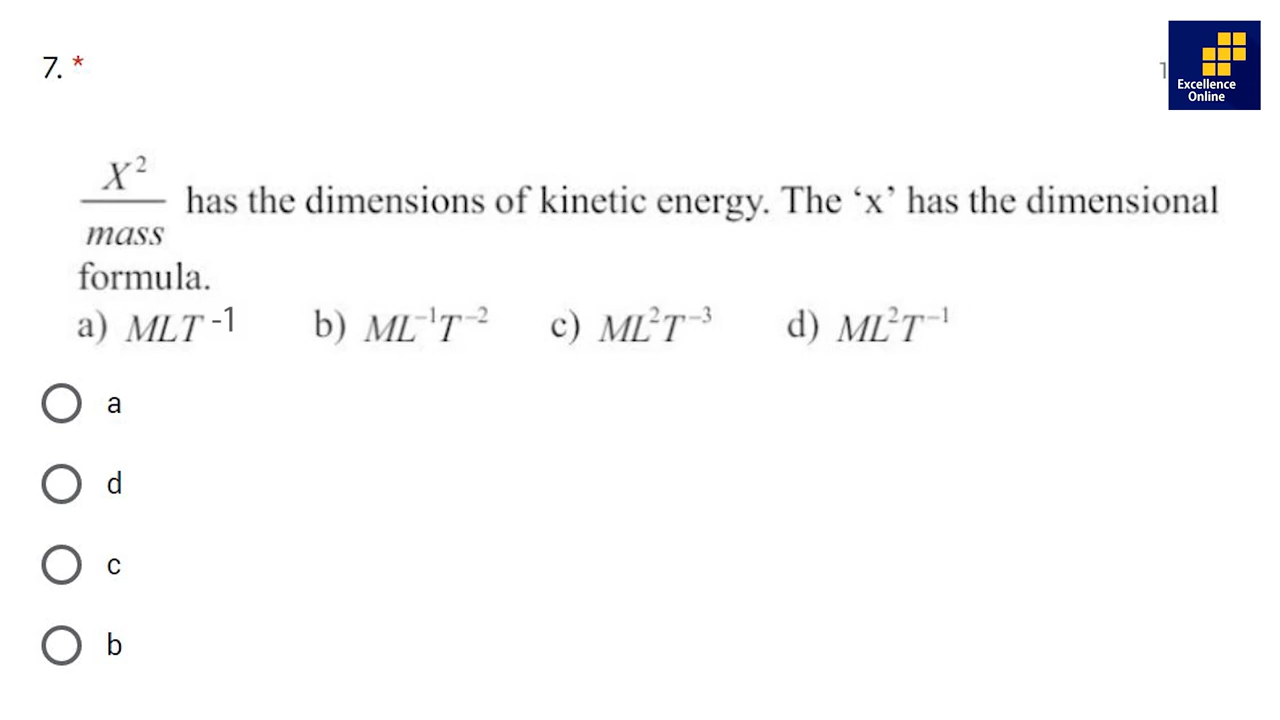 7. *
1
Excellence
Online
X²
mass
has the dimensions of kinetic energy. The ‘x’ has the dimensional
formula.
a) MLT -1 b) ML⁻¹T⁻² c) ML²T⁻³ d) ML²T⁻¹
a
d
c
b